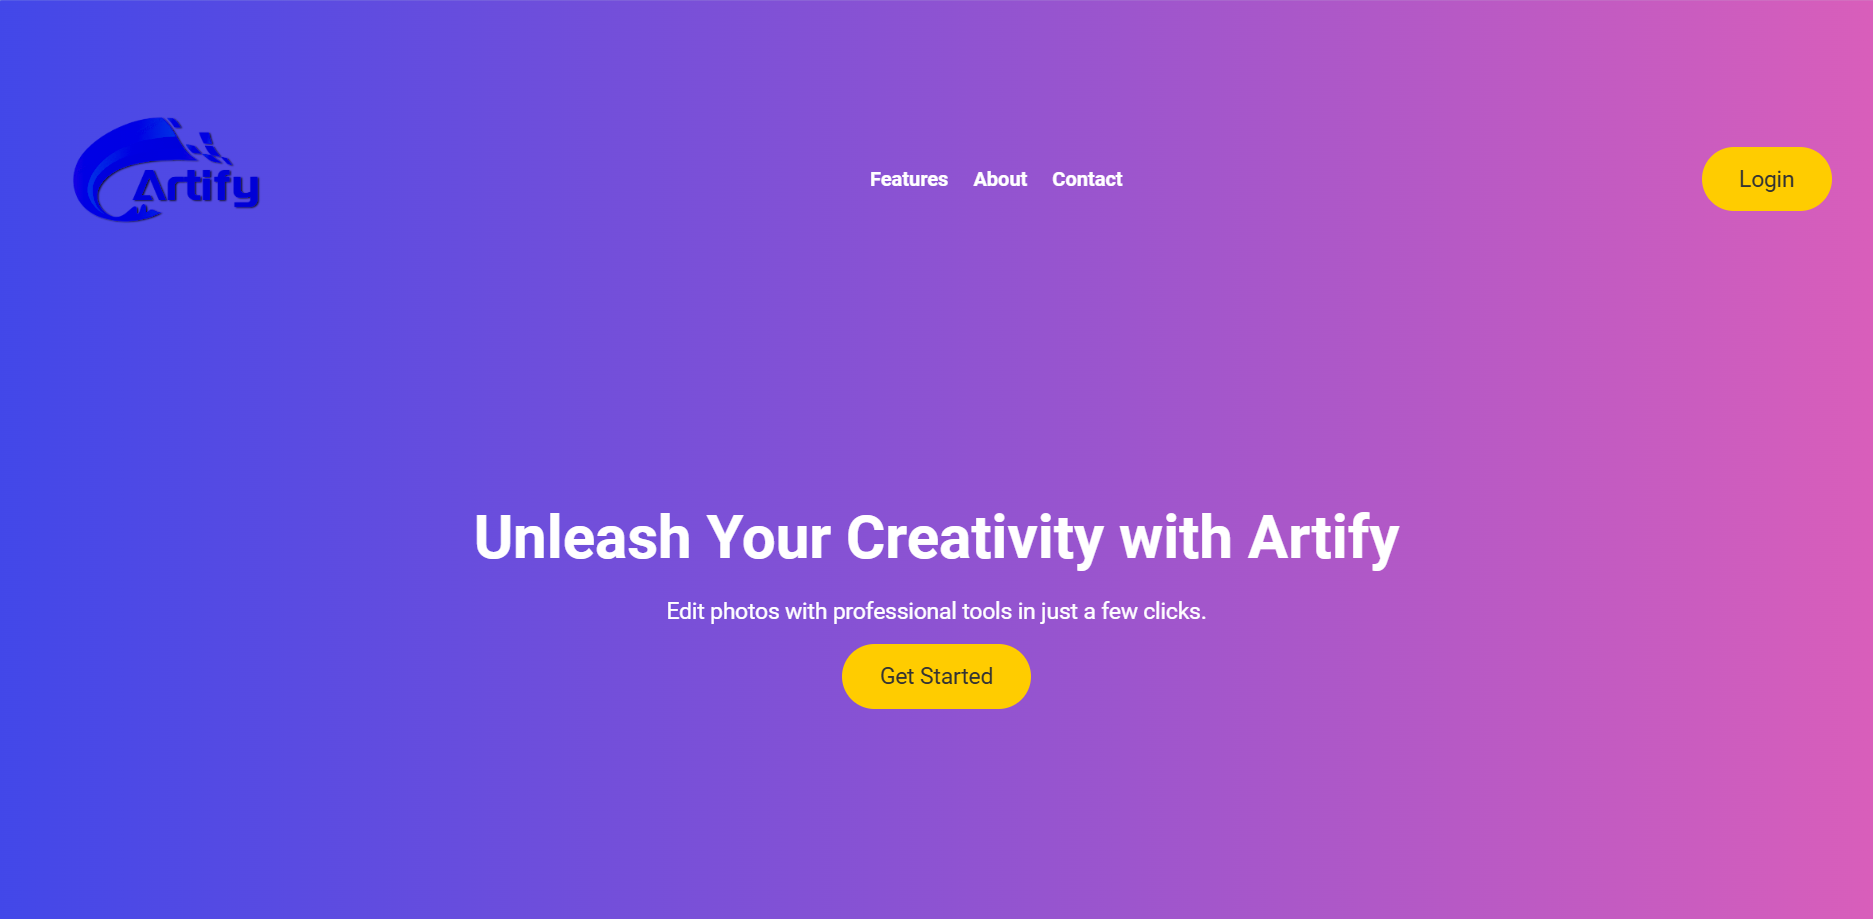 Artify
Features About Contact
Login
Unleash Your Creativity with Artify
Edit photos with professional tools in just a few clicks.
Get Started